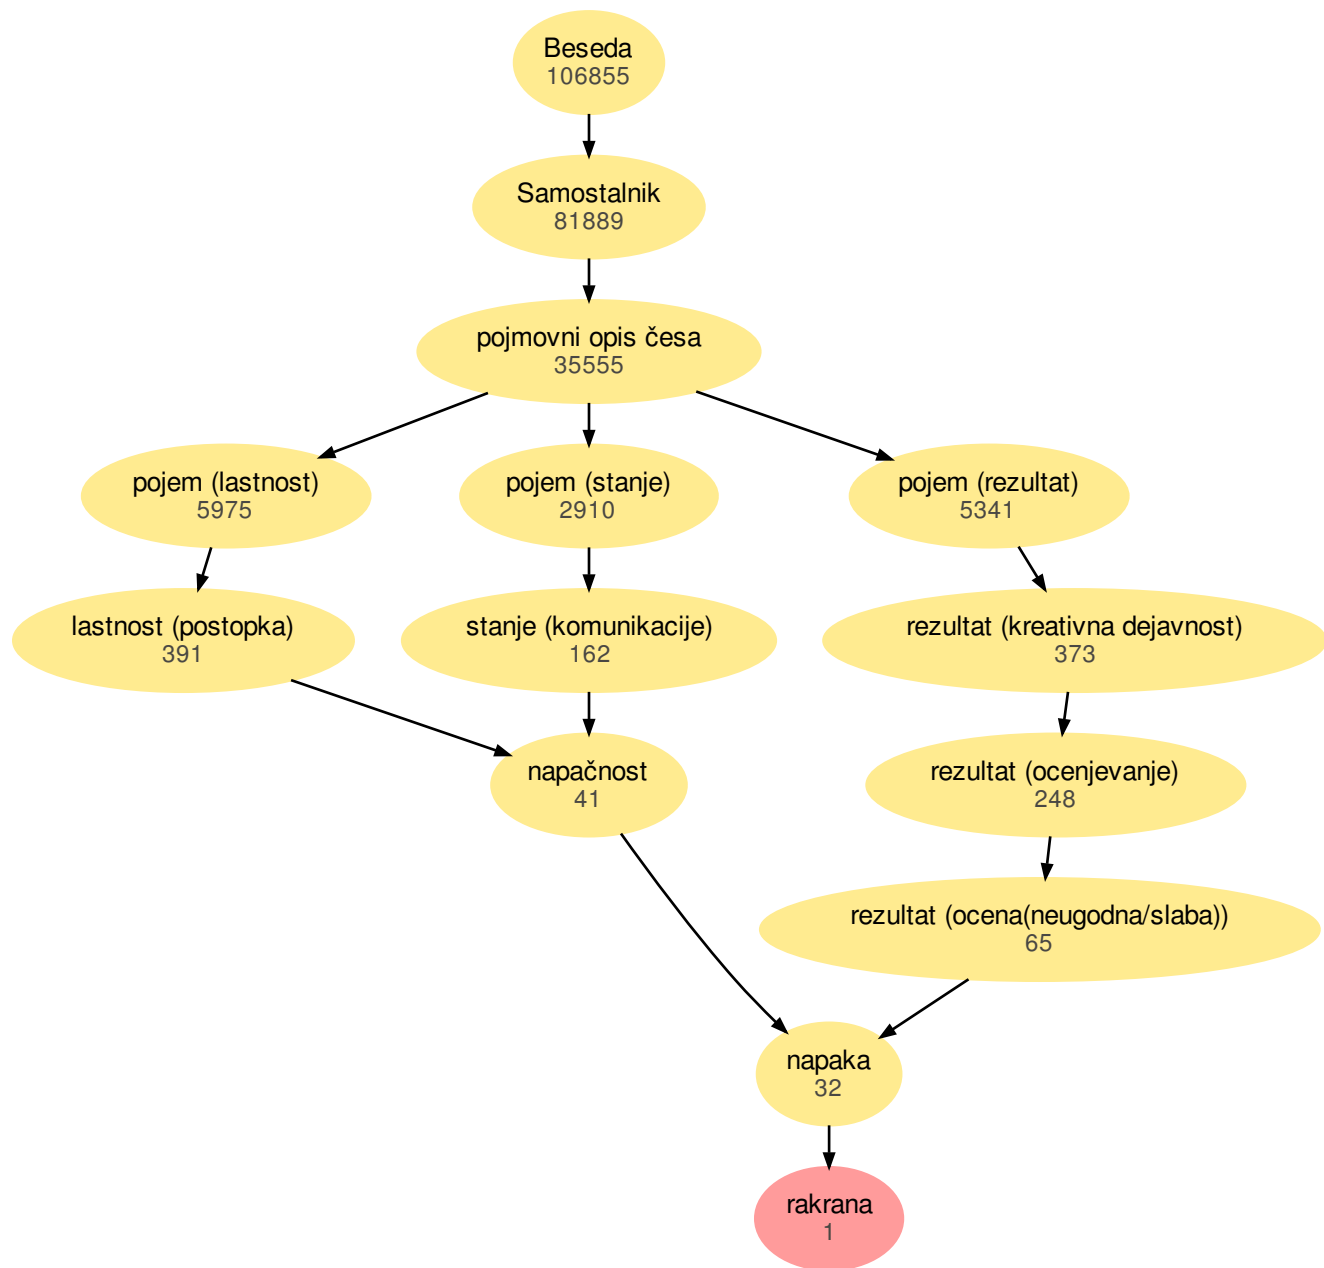 Beseda
106855
Samostalnik
81889
pojmovni opis česa
35555
pojem (lastnost)
5975
pojem (stanje)
2910
pojem (rezultat)
5341
lastnost (postopka)
391
stanje (komunikacije)
162
rezultat (kreativna dejavnost)
373
napačnost
41
rezultat (ocenjevanje)
248
rezultat (ocena(neugodna/slaba))
65
napaka
32
rakrana
1